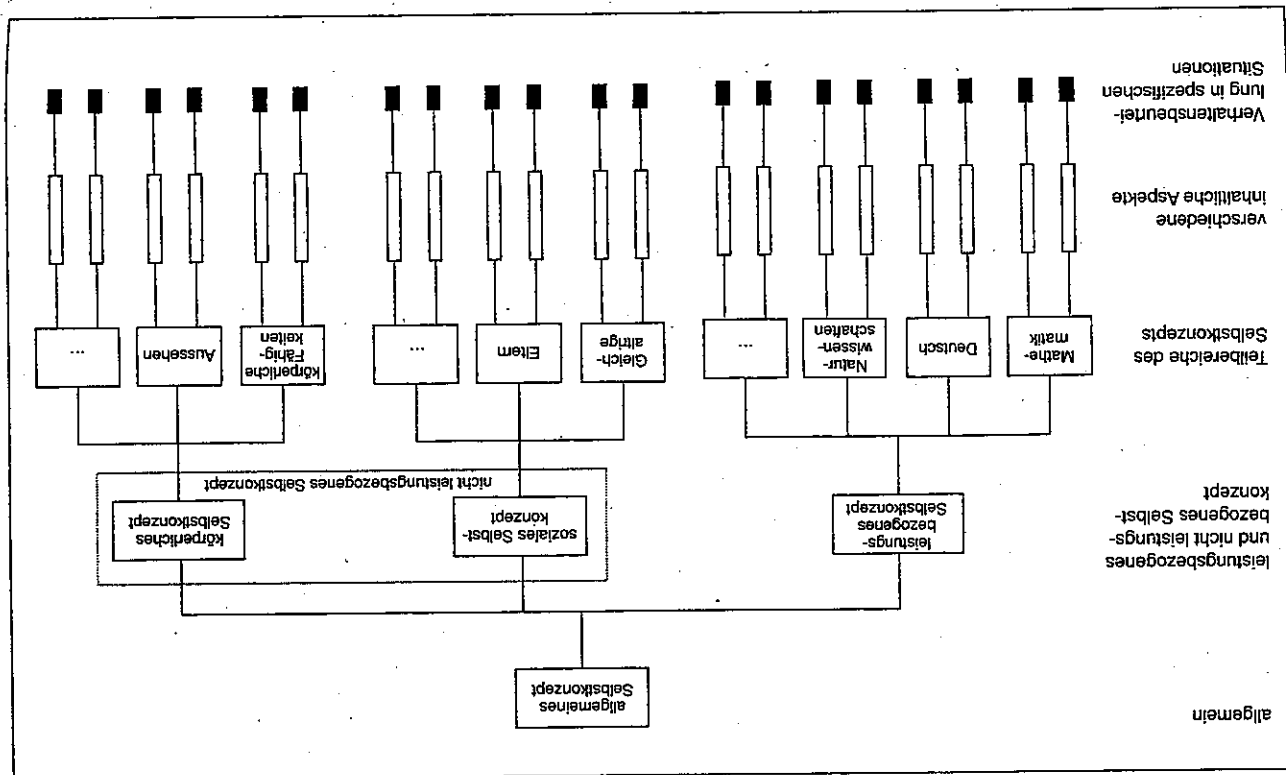 allgemein
allgemeines
Selbstkonzept
leistungsbezogenes
und nicht leistungs-
bezogenes Selbst-
konzept
leistungs-
bezogenes
Selbstkonzept
soziales Selbst-
konzept
körperliches
Selbstkonzept
nicht leistungsbezogenes Selbstkonzept
Teilbereiche des
Selbstkonzepts
Mathe-
matik
Deutsch
Natur-
wissen-
schaften
...
Gleich-
altrige
Eltern
...
körperliche
Fähig-
keiten
Aussehen
...
verschiedene
inhaltliche Aspekte
Verhaltensbeurtei-
lung in spezifischen
Situationen